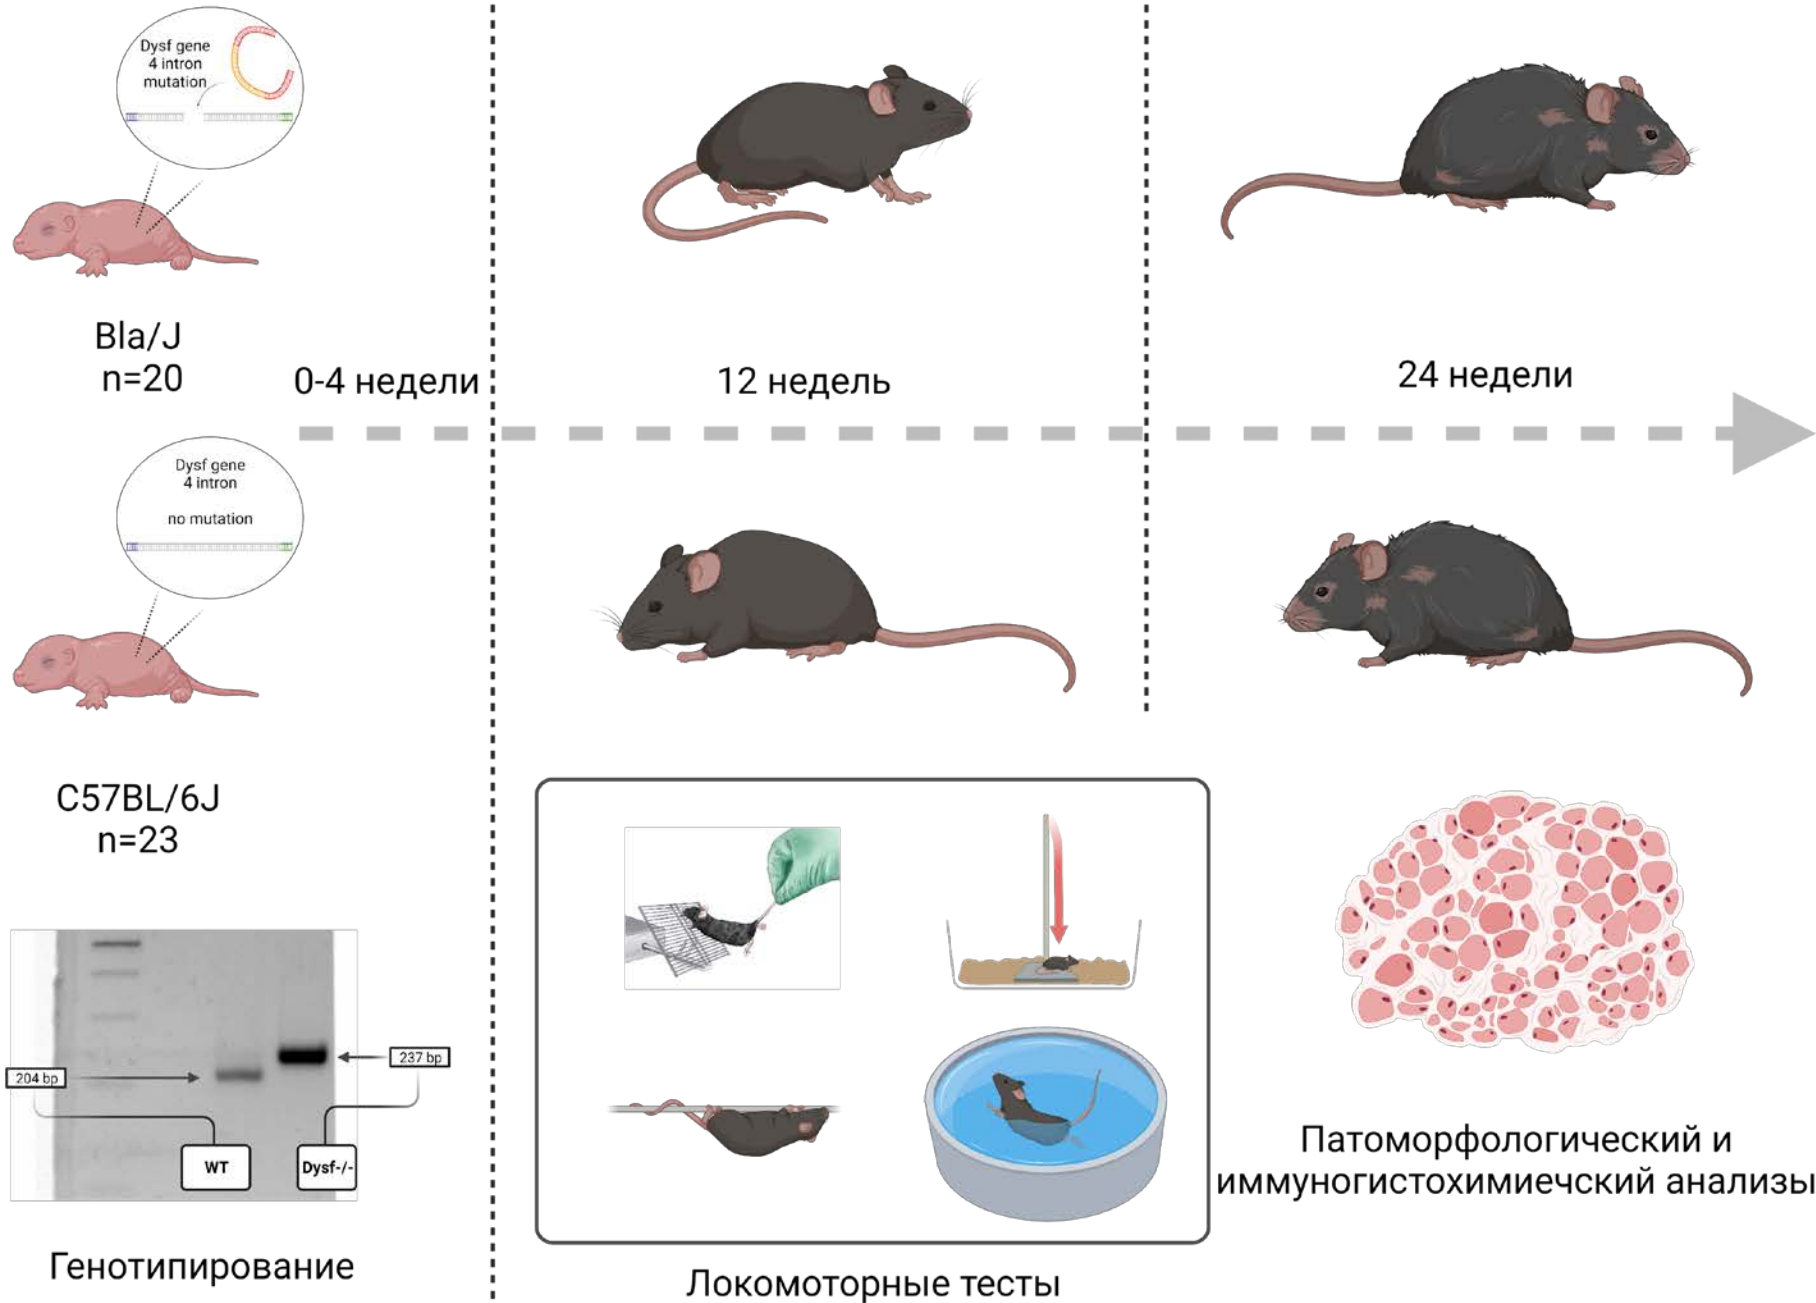 Dysf gene
4 intron
mutation
Bla/J
n=20
0-4 недели
12 недель
24 недели
Dysf gene
4 intron
no mutation
C57BL/6J
n=23
237 bp
204 bp
WT
Dysf-/-
Генотипирование
Локомоторные тесты
Патоморфологический и
иммуногистохимиечский анализы